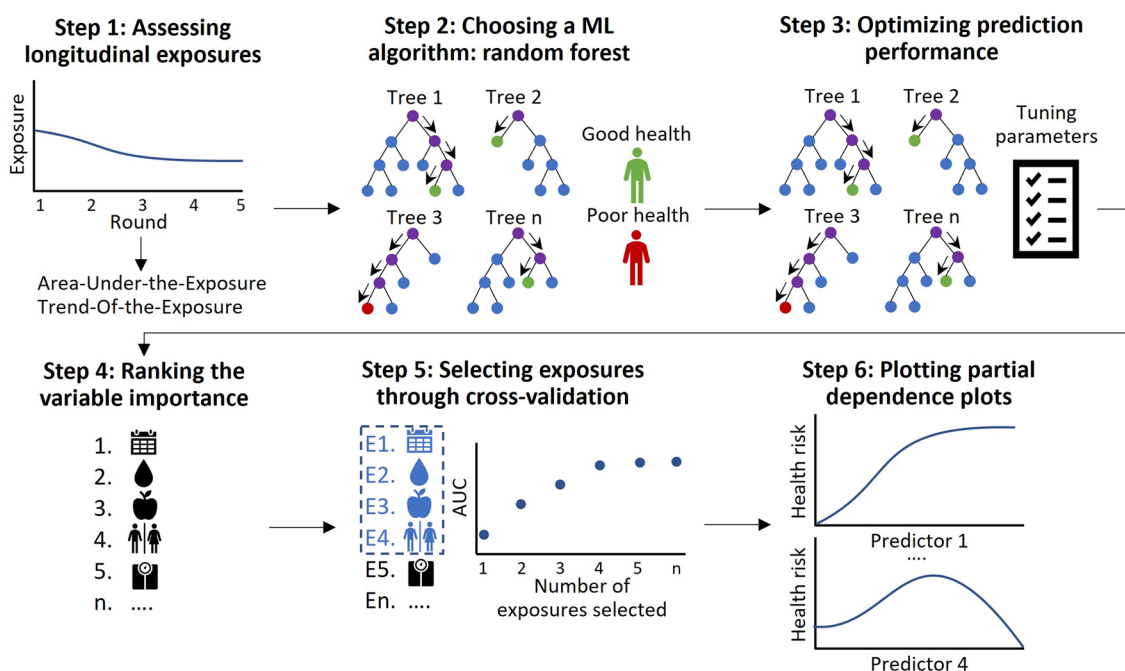 Step 1: Assessing
longitudinal exposures
Exposure
1 2 3 4 5
Round
Area-Under-the-Exposure
Trend-Of-the-Exposure
Step 2: Choosing a ML
algorithm: random forest
Tree 1
Tree 2
Good health
Poor health
Tree 3
Tree n
Step 3: Optimizing prediction
performance
Tree 1
Tree 2
Tuning
parameters
Tree 3
Tree n
Step 4: Ranking the
variable importance
1.
2.
3.
4.
5.
n. ....
Step 5: Selecting exposures
through cross-validation
E1.
E2.
E3.
E4.
E5.
En. ....
AUC
1 2 3 4 5 n
Number of
exposures selected
Step 6: Plotting partial
dependence plots
Health risk
Predictor 1
....
Health risk
Predictor 4